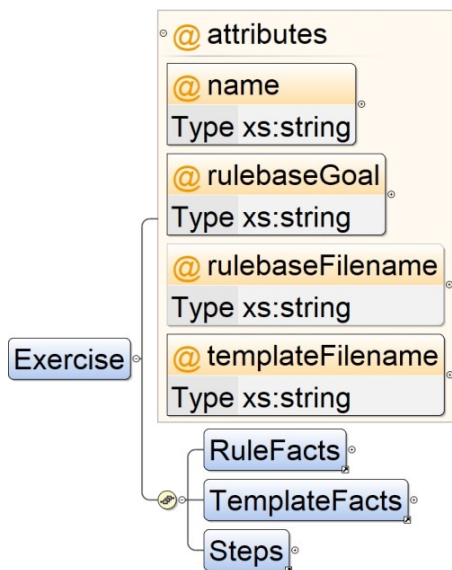 @ attributes
@ name
Type xs:string
@ rulebaseGoal
Type xs:string
@ rulebaseFilename
Type xs:string
@ templateFilename
Type xs:string
Exercise
RuleFacts
TemplateFacts
Steps